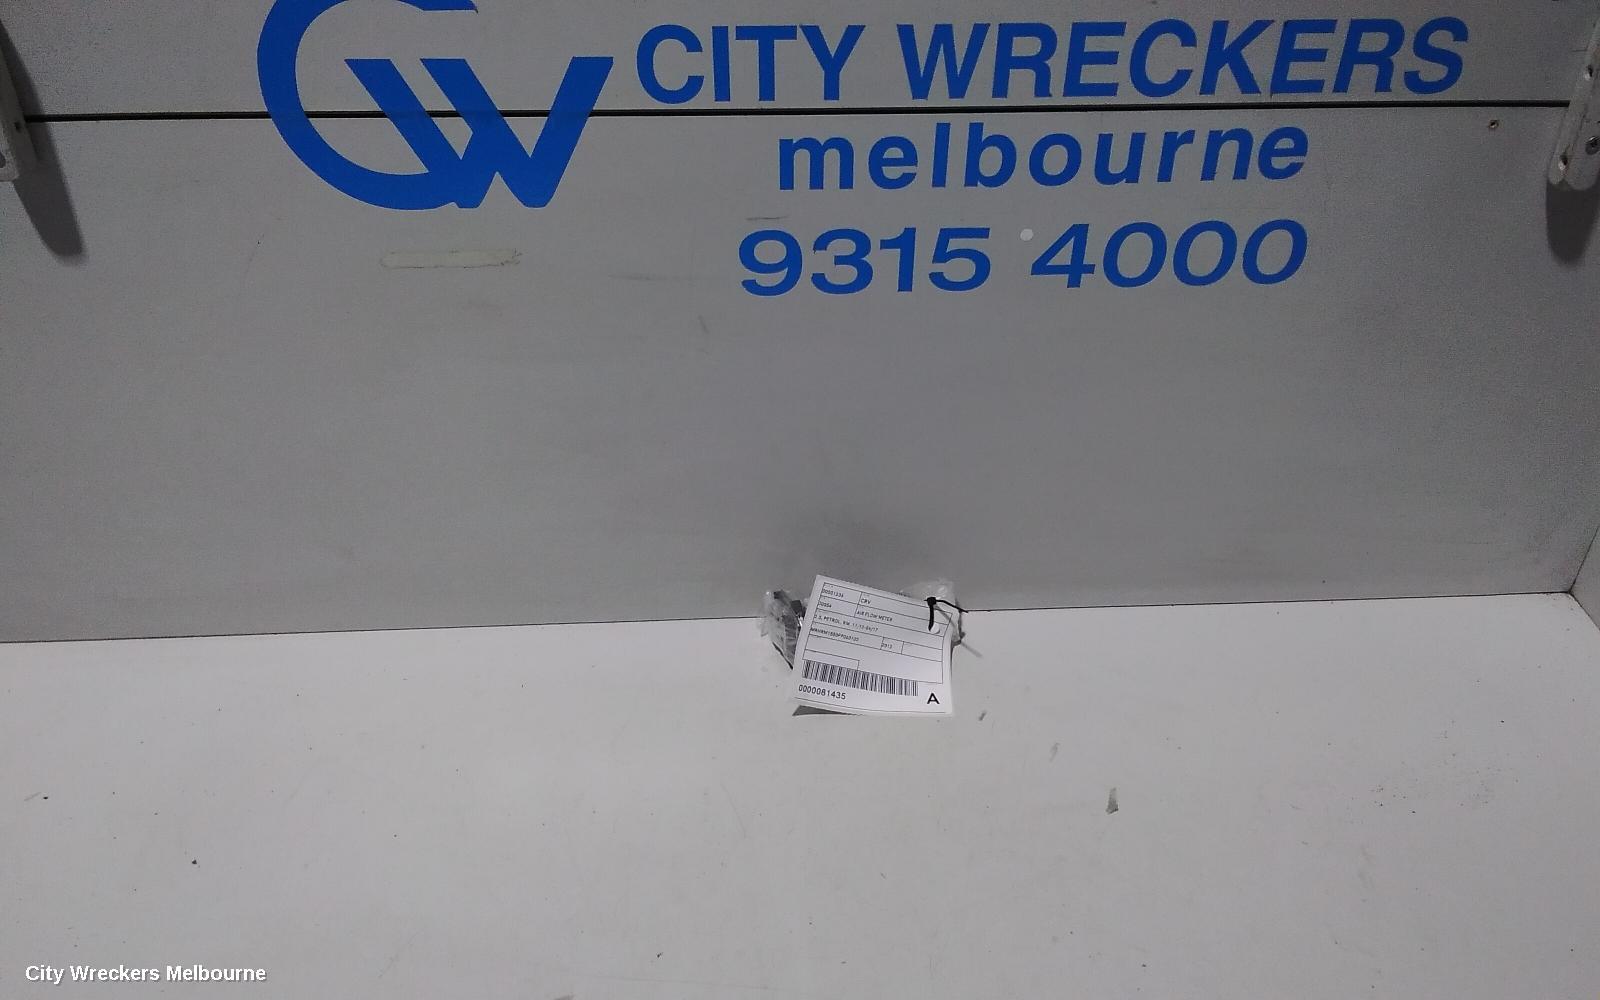 CW CITY WRECKERS
melbourne
9315 4000
CRV
AIR FLOW METER
0000081435 A
City Wreckers Melbourne